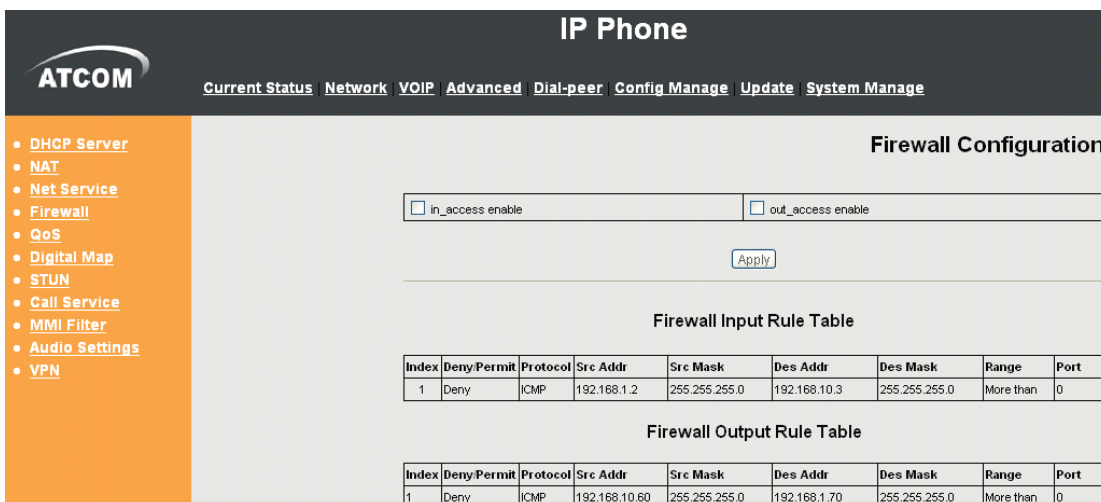 IP Phone
ATCOM
Current Status | Network | VOIP | Advanced | Dial-peer | Config Manage | Update | System Manage
DHCP Server
NAT
Net Service
Firewall
QoS
Digital Map
STUN
Call Service
MMI Filter
Audio Settings
VPN
Firewall Configuration
in_access enable out_access enable
Apply
Firewall Input Rule Table
Index Deny/Permit Protocol Src Addr Src Mask Des Addr Des Mask Range Port
1 Deny ICMP 192.168.1.2 255.255.255.0 192.168.10.3 255.255.255.0 More than 0
Firewall Output Rule Table
Index Deny/Permit Protocol Src Addr Src Mask Des Addr Des Mask Range Port
1 Deny ICMP 192.168.10.60 255.255.255.0 192.168.1.70 255.255.255.0 More than 0